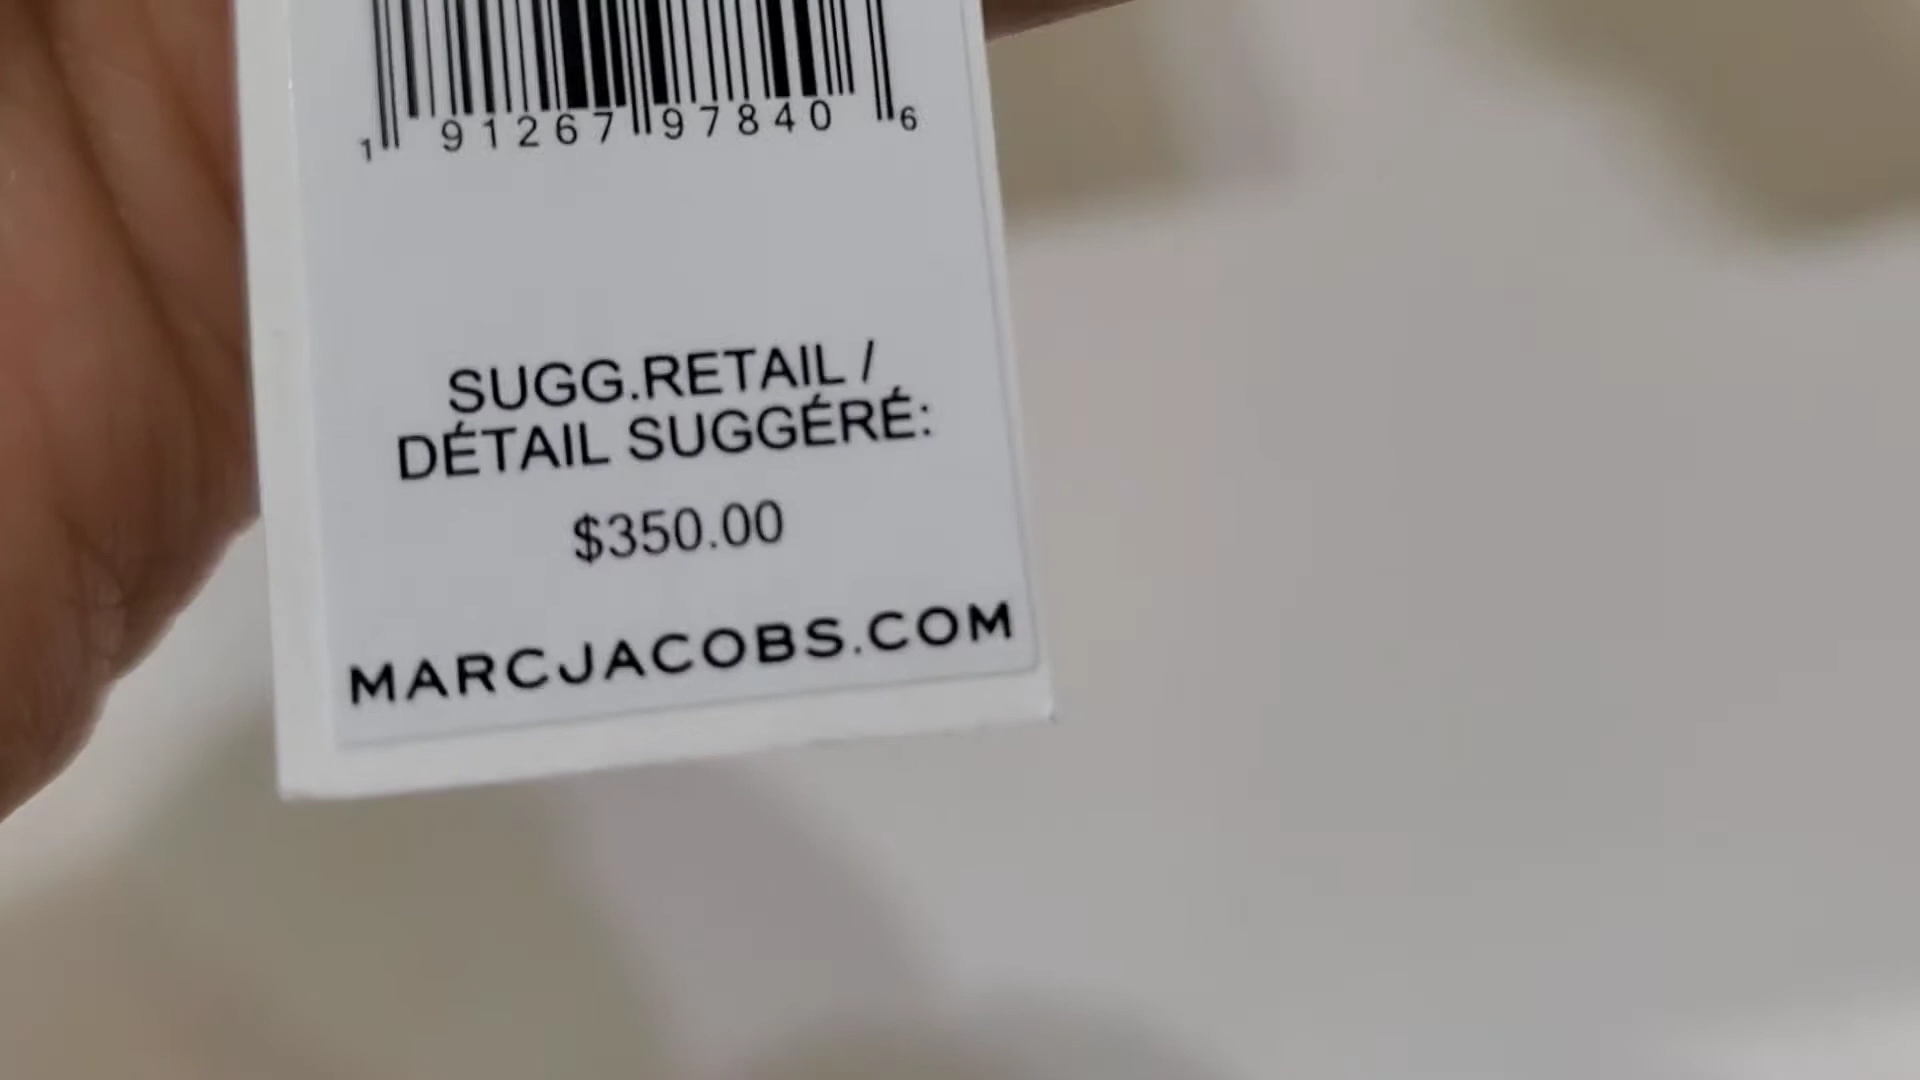 1 91267 97840 6
SUGG.RETAIL /
DÉTAIL SUGGÉRÉ:
$350.00
MARCJACOBS.COM